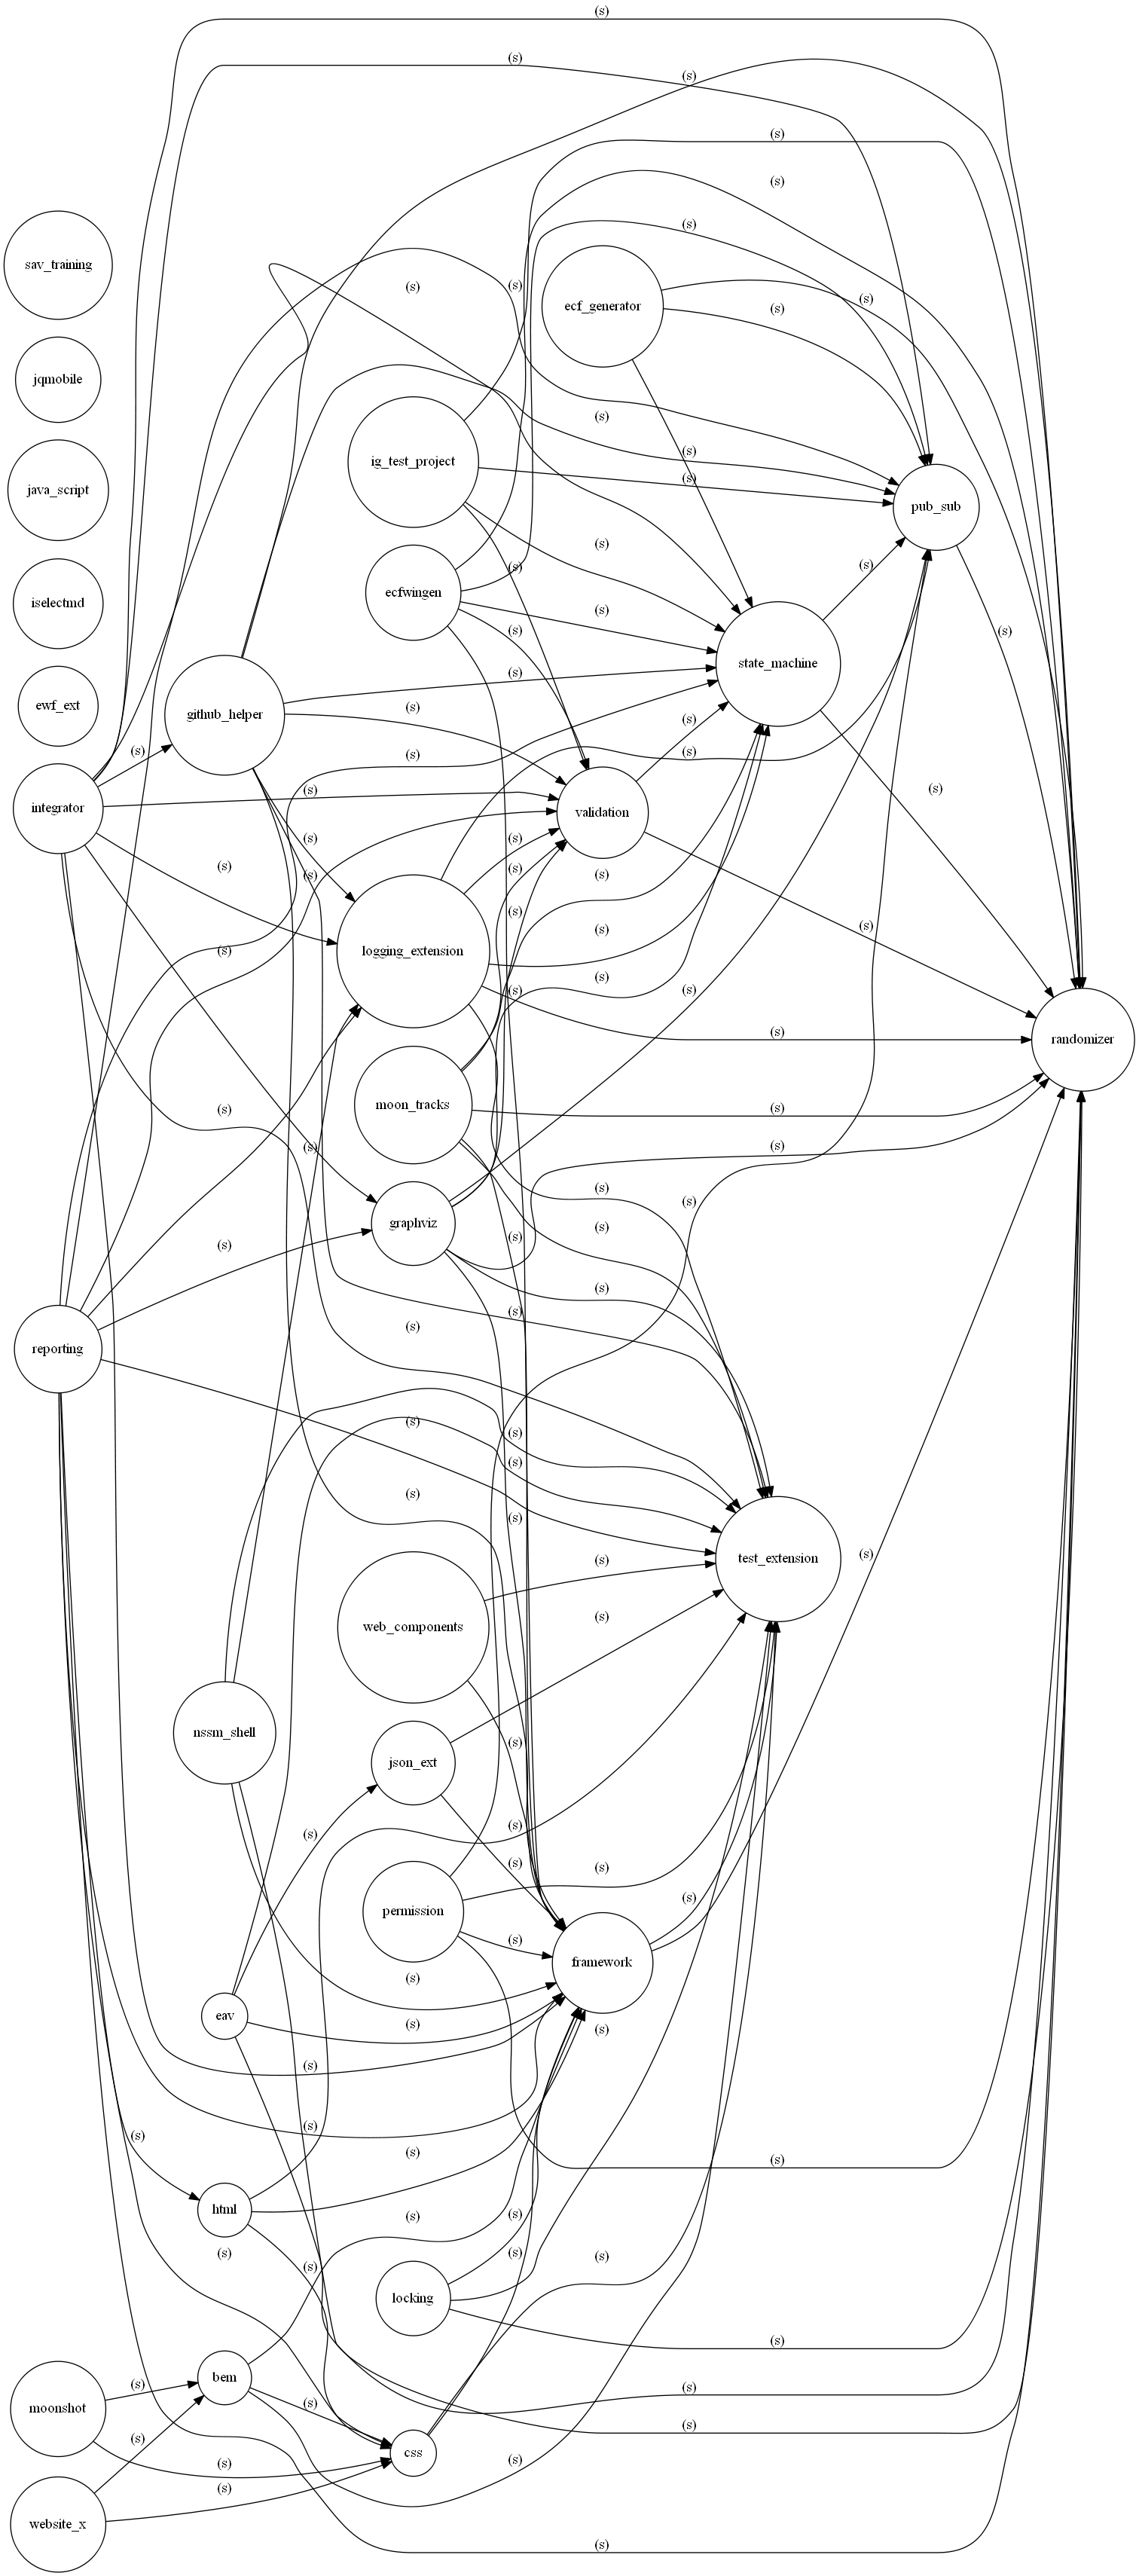 (s)
(s)
(s)
(s)
(s)
(s)
sav_training
(s)
(s)
(s)
ecf_generator
(s)
jqmobile
(s)
ig_test_project
(s)
(s)
java_script
pub_sub
(s)
(s)
ecfwingen
iselectmd
(s)
(s)
(s)
state_machine
(s)
ewf_ext
(s)
github_helper
(s)
(s)
(s)
(s)
(s)
(s)
integrator
validation
(s)
(s)
(s)
(s)
(s)
(s)
(s)
(s)
(s)
logging_extension
(s)
(s)
(s)
(s)
(s)
randomizer
moon_tracks
(s)
(s)
(s)
(s)
(s)
(s)
graphviz
(s)
(s)
(s)
(s)
(s)
(s)
reporting
(s)
(s)
(s)
(s)
(s)
(s)
test_extension
(s)
(s)
web_components
nssm_shell
(s)
json_ext
(s)
(s)
(s)
(s)
(s)
permission
(s)
framework
(s)
eav
(s)
(s)
(s)
(s)
(s)
(s)
(s)
html
(s)
(s)
(s)
(s)
(s)
(s)
locking
(s)
bem
(s)
(s)
(s)
moonshot
(s)
(s)
css
(s)
(s)
(s)
website_x
(s)